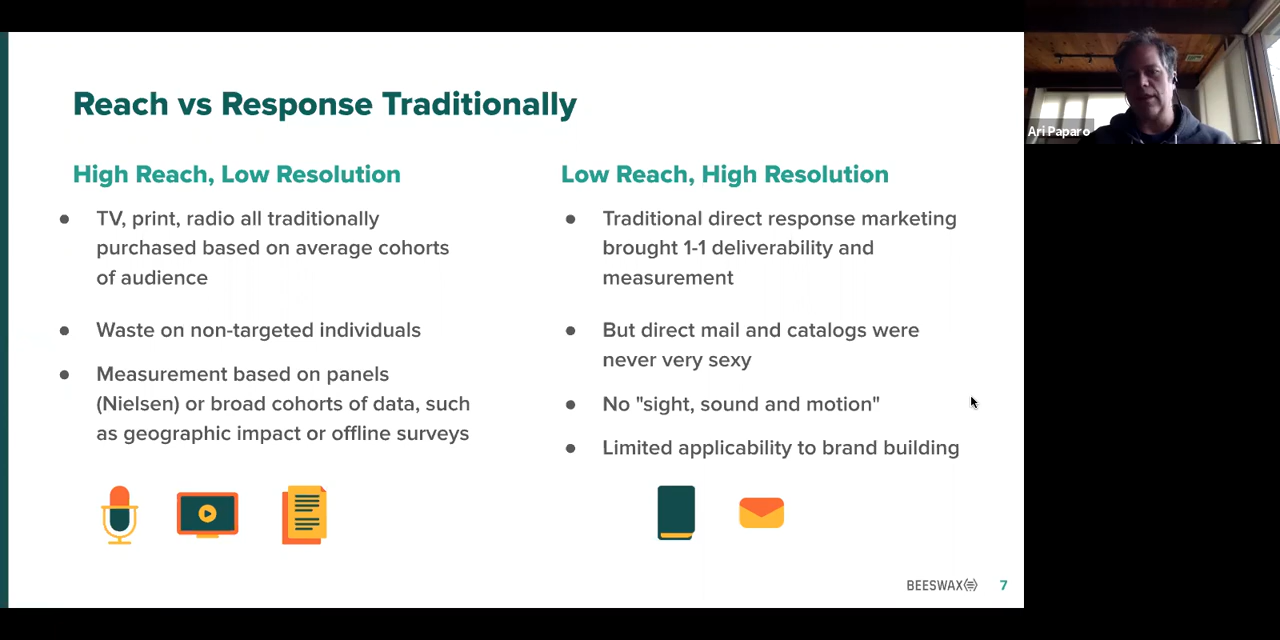 Reach vs Response Traditionally
High Reach, Low Resolution
● TV, print, radio all traditionally
purchased based on average cohorts
of audience
● Waste on non-targeted individuals
● Measurement based on panels
(Nielsen) or broad cohorts of data, such
as geographic impact or offline surveys
Low Reach, High Resolution
● Traditional direct response marketing
brought 1-1 deliverability and
measurement
● But direct mail and catalogs were
never very sexy
● No "sight, sound and motion"
● Limited applicability to brand building
BEESWAX
7
Ari Paparo